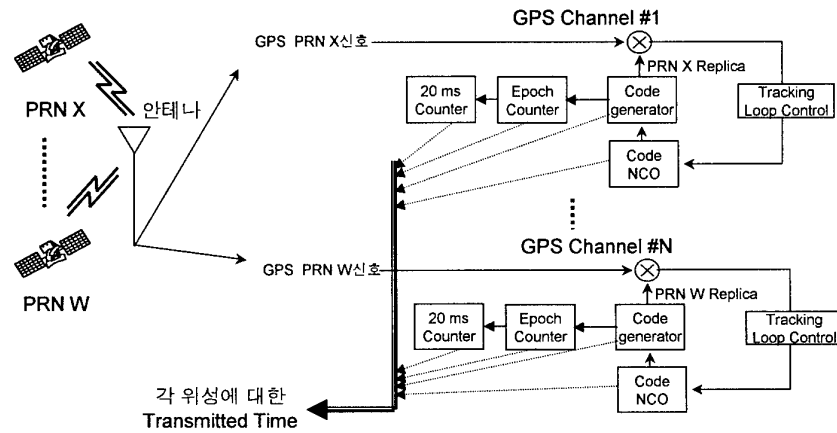 GPS Channel #1
GPS PRN X신호
PRN X Replica
PRN X
안테나
20 ms
Counter
Epoch
Counter
Code
generator
Tracking
Loop Control
Code
NCO
GPS Channel #N
GPS PRN W신호
PRN W Replica
PRN W
20 ms
Counter
Epoch
Counter
Code
generator
Tracking
Loop Control
Code
NCO
각 위성에 대한
Transmitted Time